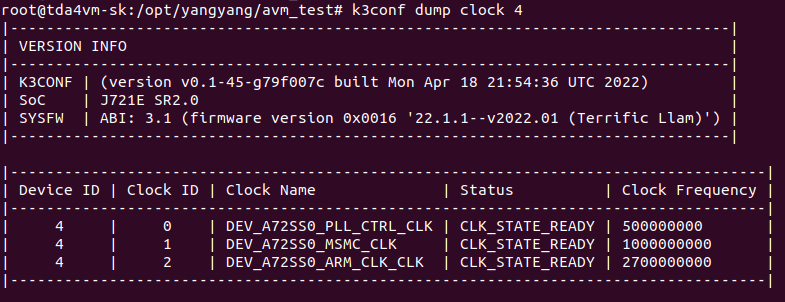 root@tda4vm-sk:/opt/yangyang/avm_test# k3conf dump clock 4
|------------------------------------------------------------------------------|
| VERSION INFO                                                                 |
|------------------------------------------------------------------------------|
| K3CONF | (version v0.1-45-g79f007c built Mon Apr 18 21:54:36 UTC 2022)         |
| SoC    | J721E SR2.0                                                         |
| SYSFW  | ABI: 3.1 (firmware version 0x0016 '22.1.1--v2022.01 (Terrific Llam)') |
|------------------------------------------------------------------------------|
|-----------------------------------------------------------------------------------|
| Device ID | Clock ID | Clock Name              | Status          | Clock Frequency |
|-----------------------------------------------------------------------------------|
|     4     |     0    | DEV_A72SS0_PLL_CTRL_CLK | CLK_STATE_READY | 500000000       |
|     4     |     1    | DEV_A72SS0_MSMC_CLK     | CLK_STATE_READY | 1000000000      |
|     4     |     2    | DEV_A72SS0_ARM_CLK_CLK  | CLK_STATE_READY | 2700000000      |
|-----------------------------------------------------------------------------------|